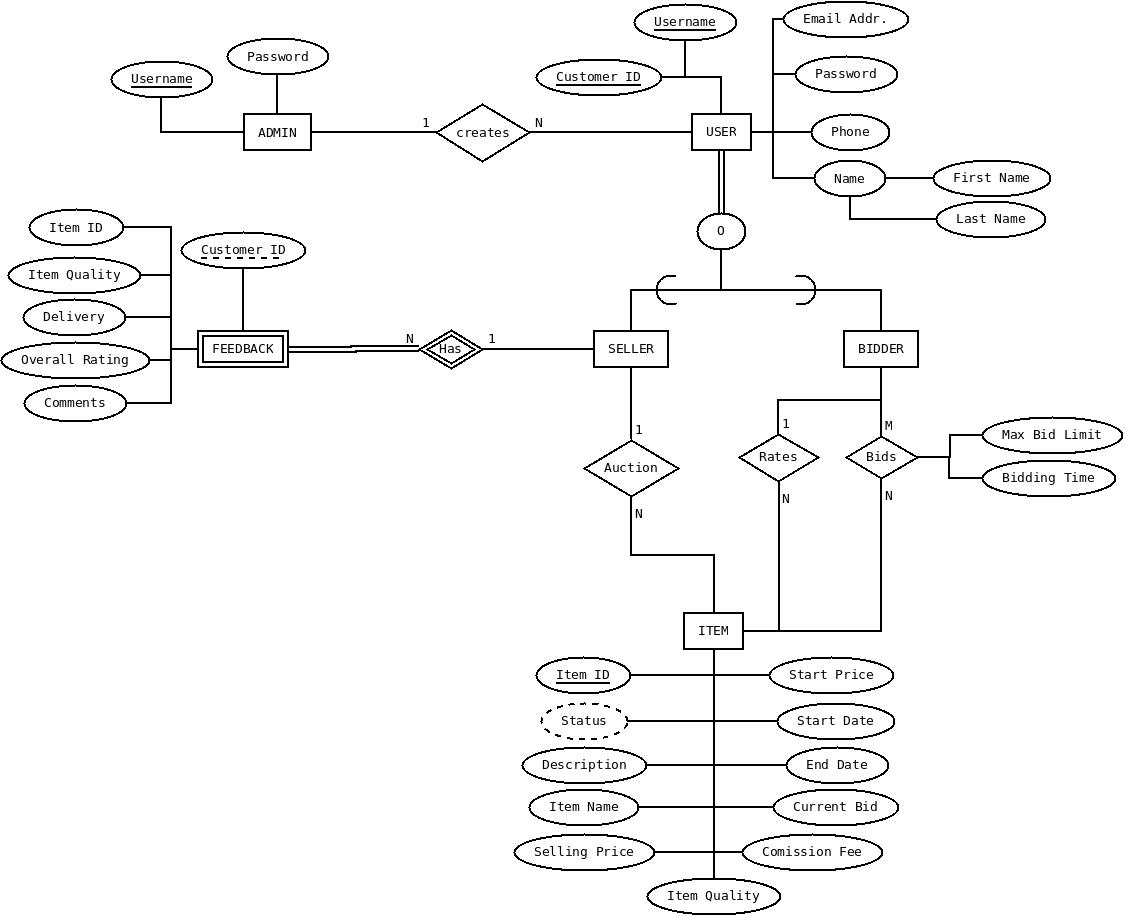 Username
Email Addr.
Password
Username
Customer ID
Password
ADMIN
1
creates
N
USER
Phone
Name
First Name
Last Name
O
Item ID
Customer ID
Item Quality
Delivery
Overall Rating
Comments
FEEDBACK
N
Has
1
SELLER
BIDDER
1
Auction
N
1
Rates
N
M
Bids
N
Max Bid Limit
Bidding Time
ITEM
Item ID
Start Price
Status
Start Date
Description
End Date
Item Name
Current Bid
Selling Price
Comission Fee
Item Quality